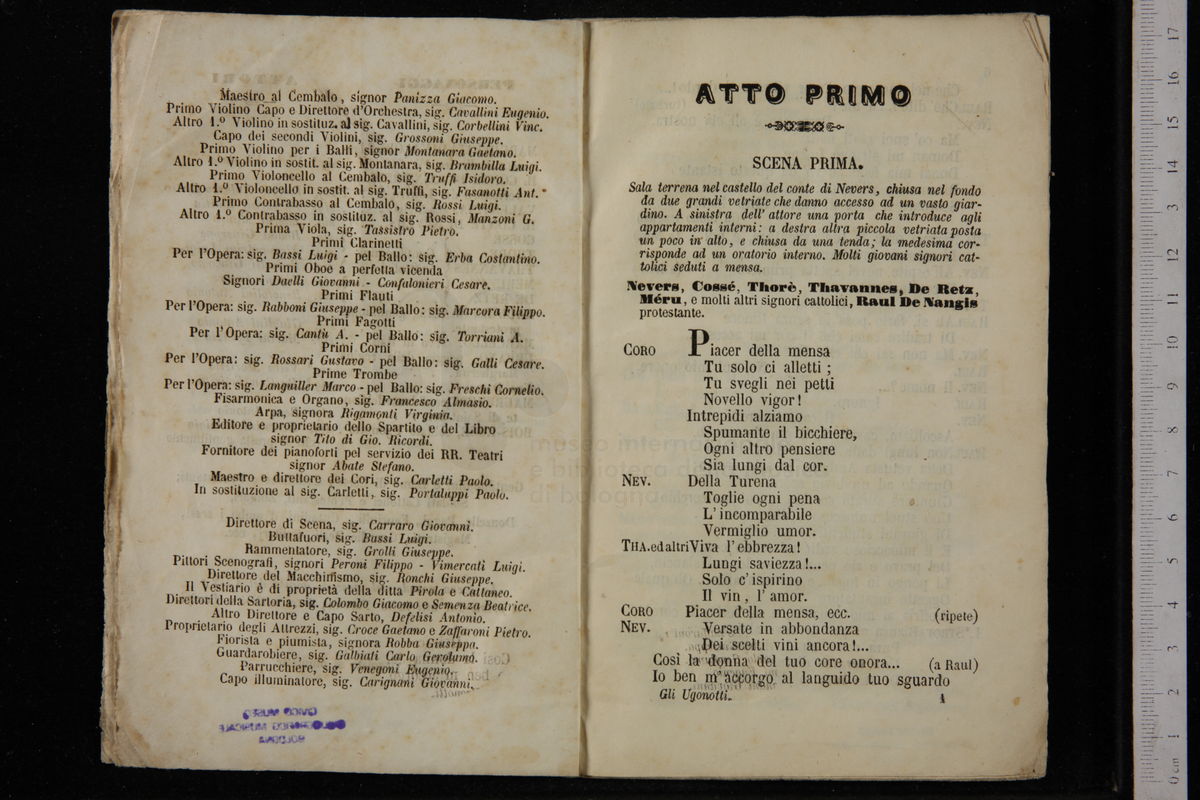 Maestro al Cembalo, signor Panizza Giacomo.
Primo Violino Capo e Direttore d'Orchestra, sig. Cavallini Eugenio.
Altro 1.º Violino in sostituz. al sig. Cavallini, sig. Corbellini Vinc.
Capo dei secondi Violini, sig. Grossoni Giuseppe.
Primo Violino per i Balli, signor Montanara Gaetano.
Altro 1.º Violino in sostit. al sig. Montanara, sig. Brambilla Luigi.
Primo Violoncello al Cembalo, sig. Truffi Isidoro.
Altro 1.º Violoncello in sostit. al sig. Truffi, sig. Fasanotti Ant.
Primo Contrabasso al Cembalo, sig. Rossi Luigi.
Altro 1.º Contrabasso in sostituz. al sig. Rossi, Manzoni G.
Prima Viola, sig. Tassistro Pietro.
Primi Clarinetti
Per l'Opera: sig. Bassi Luigi - pel Ballo: sig. Erba Costantino.
Primi Oboe a perfetta vicenda
Signori Daelli Giovanni - Confalonieri Cesare.
Primi Flauti
Per l'Opera: sig. Rabboni Giuseppe - pel Ballo: sig. Marcora Filippo.
Primi Fagotti
Per l'Opera: sig. Cantù A. - pel Ballo: sig. Torriani A.
Primi Corni
Per l'Opera: sig. Rossari Gustavo - pel Ballo: sig. Galli Cesare.
Prime Trombe
Per l'Opera: sig. Languiller Marco - pel Ballo: sig. Freschi Cornelio.
Fisarmonica e Organo, sig. Francesco Almasio.
Arpa, signora Rigamonti Virginia.
Editore e proprietario dello Spartito e del Libro
signor Tito di Gio. Ricordi.
Fornitore dei pianoforti pel servizio dei RR. Teatri
signor Abate Stefano.
Maestro e direttore dei Cori, sig. Carletti Paolo.
In sostituzione al sig. Carletti, sig. Portaluppi Paolo.
Direttore di Scena, sig. Carraro Giovanni.
Buttafuori, sig. Bassi Luigi.
Rammentatore, sig. Grolli Giuseppe.
Pittori Scenografi, signori Peroni Filippo - Vimercati Luigi.
Direttore del Macchinismo, sig. Ronchi Giuseppe.
Il Vestiario è di proprietà della ditta Pirola e Cattaneo.
Direttori della Sartoria, sig. Colombo Giacomo e Semenza Beatrice.
Altro Direttore e Capo Sarto, Defelisi Antonio.
Proprietario degli Attrezzi, sig. Croce Gaetano e Zaffaroni Pietro.
Fiorista e piumista, signora Robba Giuseppa.
Guardarobiere, sig. Galbiati Carlo Gerolamo.
Parrucchiere, sig. Venegoni Eugenio.
Capo illuminatore, sig. Carignani Giovanni.
ATTO PRIMO
SCENA PRIMA.
Sala terrena nel castello del conte di Nevers, chiusa nel fondo
da due grandi vetriate che danno accesso ad un vasto giar-
dino. A sinistra dell' attore una porta che introduce agli
appartamenti interni: a destra altra piccola vetriata posta
un poco in alto, e chiusa da una tenda; la medesima cor-
risponde ad un oratorio interno. Molti giovani signori cat-
tolici seduti a mensa.
Nevers, Cossé, Thorè, Thavannes, De Retz,
Méru, e molti altri signori cattolici, Raul De Nangis
protestante.
CORO Piacer della mensa
Tu solo ci alletti;
Tu svegli nei petti
Novello vigor!
Intrepidi alziamo
Spumante il bicchiere,
Ogni altro pensiere
Sia lungi dal cor.
NEV. Della Turena
Toglie ogni pena
L' incomparabile
Vermiglio umor.
THA. ed altri Viva l' ebbrezza!
Lungi saviezza!...
Solo c' ispirino
Il vin, l' amor.
CORO Piacer della mensa, ecc. (ripete)
NEV. Versate in abbondanza
Dei scelti vini ancora!...
Così la donna del tuo core onora... (a Raul)
Io ben m' accorgo al languido tuo sguardo
Gli Ugonotti. 1